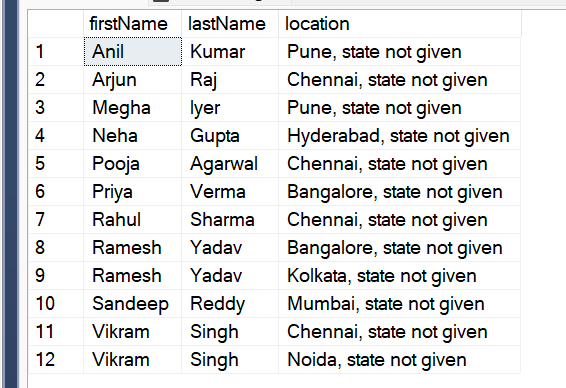 firstName lastName location
1 Anil Kumar Pune, state not given
2 Arjun Raj Chennai, state not given
3 Megha Iyer Pune, state not given
4 Neha Gupta Hyderabad, state not given
5 Pooja Agarwal Chennai, state not given
6 Priya Verma Bangalore, state not given
7 Rahul Sharma Chennai, state not given
8 Ramesh Yadav Bangalore, state not given
9 Ramesh Yadav Kolkata, state not given
10 Sandeep Reddy Mumbai, state not given
11 Vikram Singh Chennai, state not given
12 Vikram Singh Noida, state not given